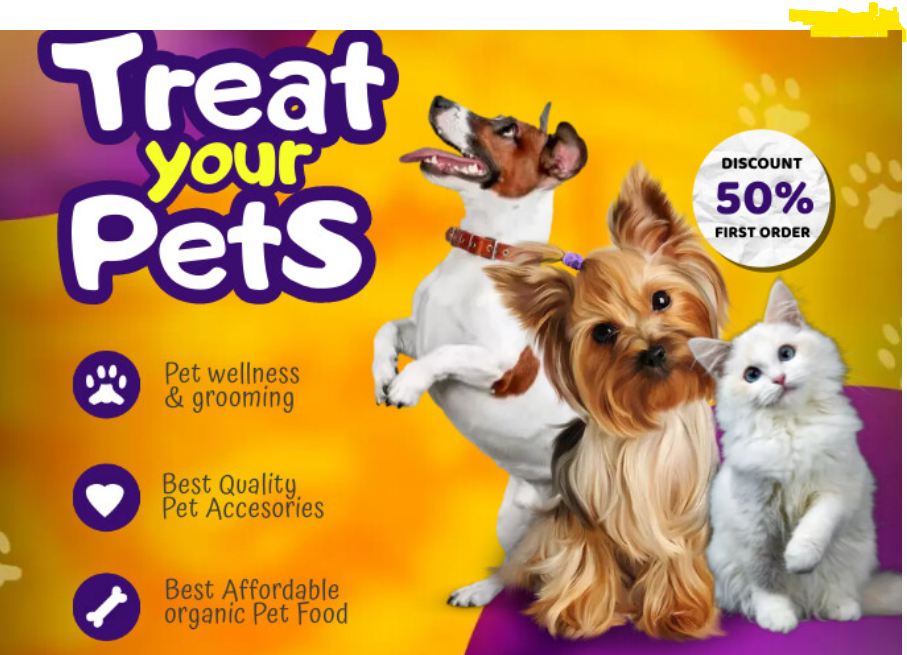 Treat
your
Pets
DISCOUNT
50%
FIRST ORDER
Pet wellness
& grooming
Best Quality
Pet Accesories
Best Affordable
organic Pet Food